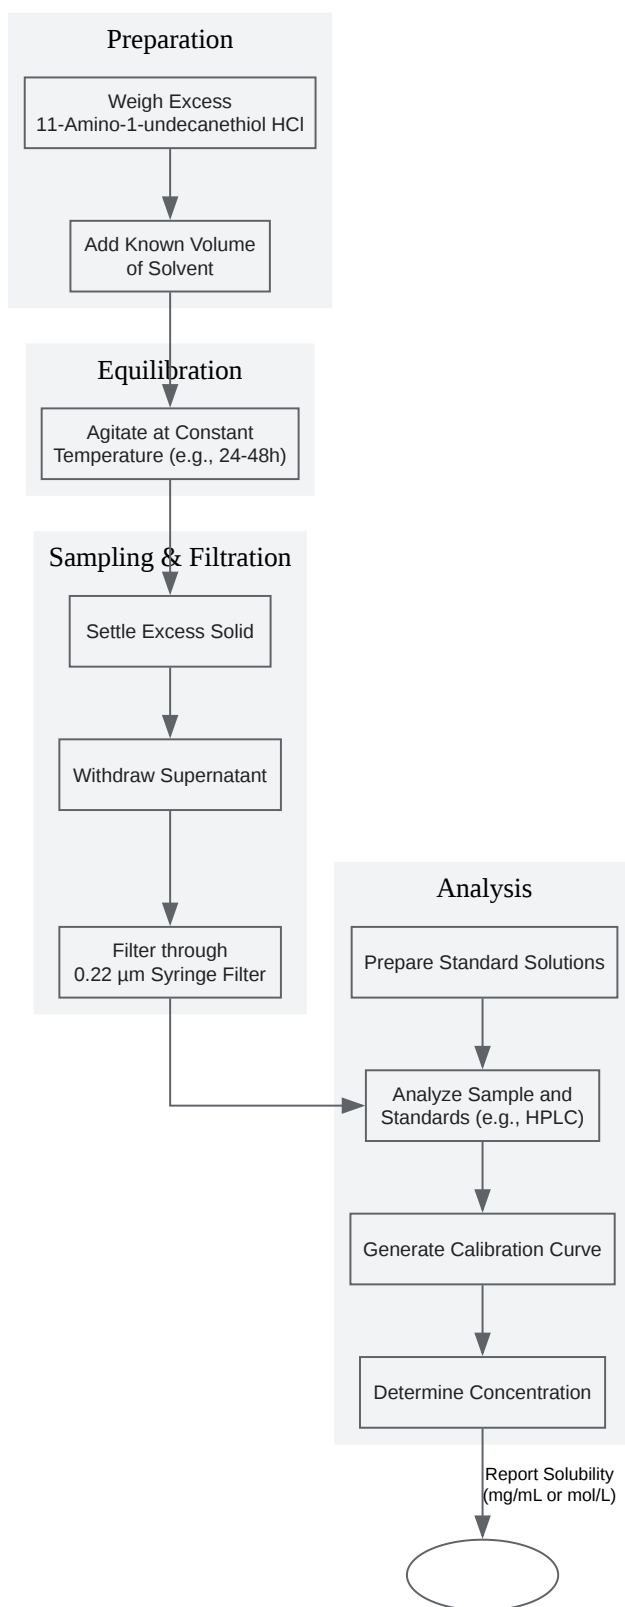 Preparation
Weigh Excess
11-Amino-1-undecanethiol HCl
Add Known Volume
of Solvent
Equilibration
Agitate at Constant
Temperature (e.g., 24-48h)
Sampling & Filtration
Settle Excess Solid
Withdraw Supernatant
Filter through
0.22 µm Syringe Filter
Analysis
Prepare Standard Solutions
Analyze Sample and
Standards (e.g., HPLC)
Generate Calibration Curve
Determine Concentration
Report Solubility
(mg/mL or mol/L)